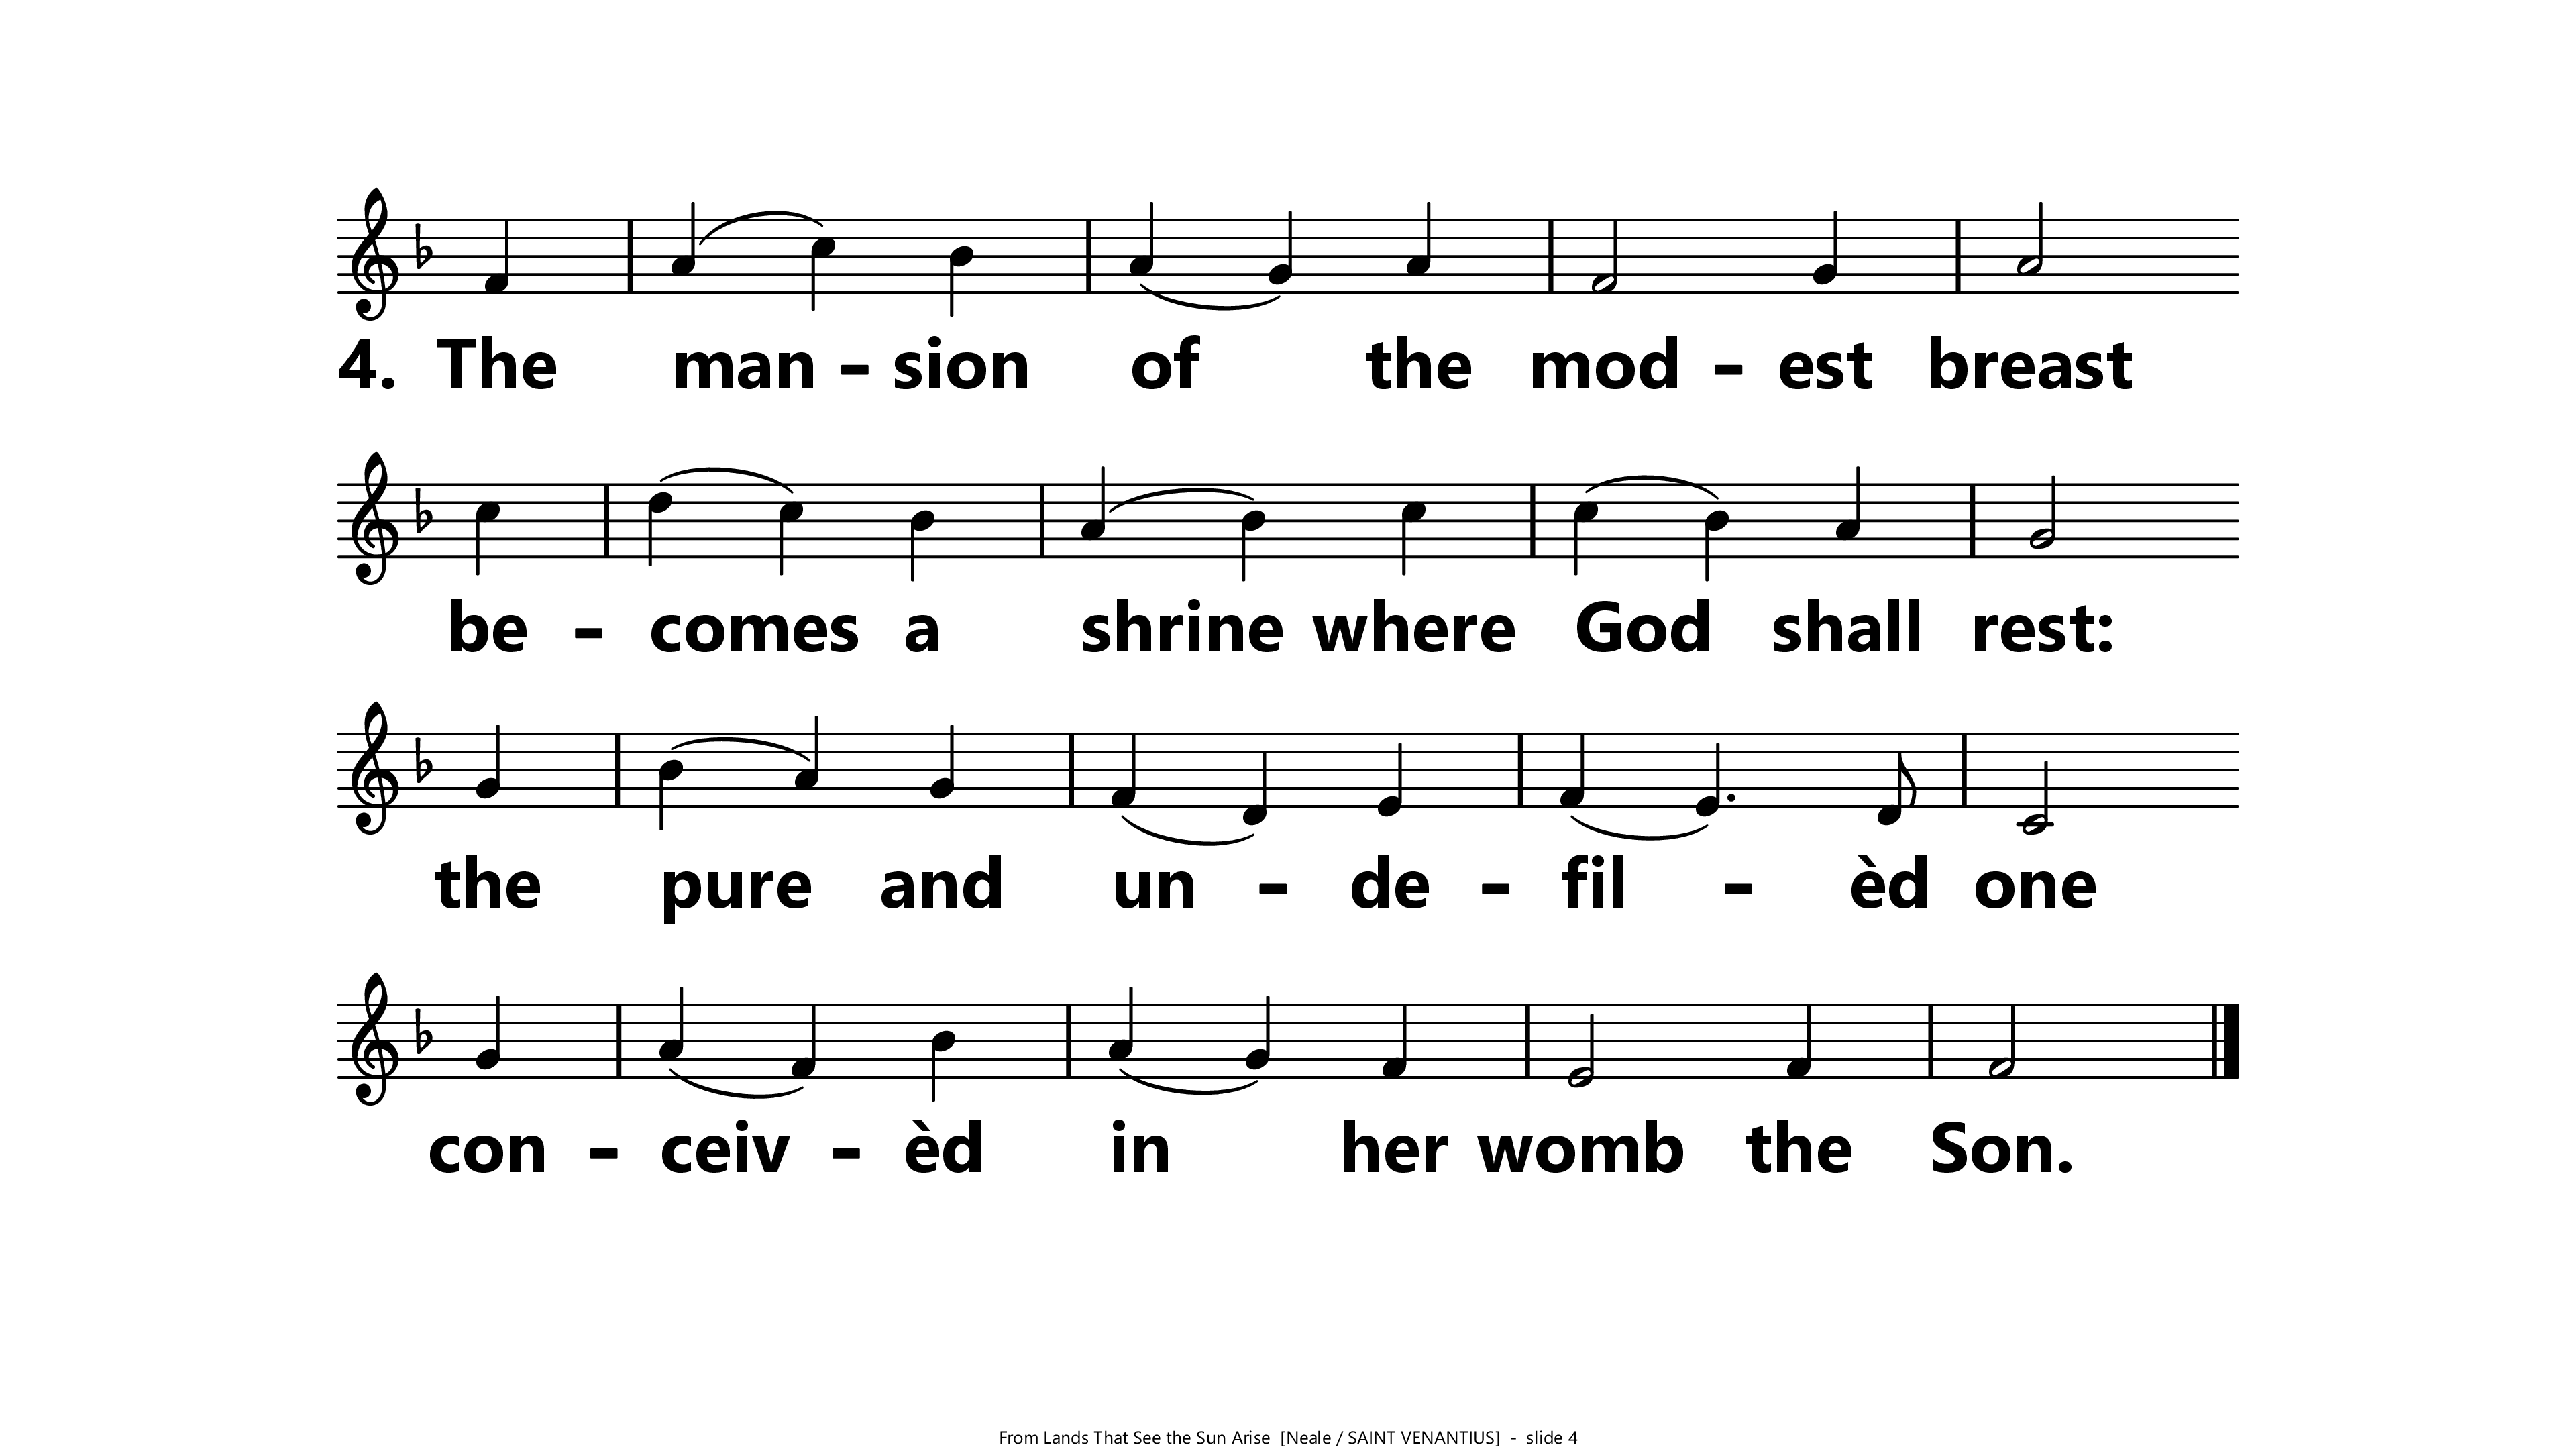 4. The man - sion of the mod - est breast
be - comes a shrine where God shall rest:
the pure and un - de - fil - èd one
con - ceiv - èd in her womb the Son.
From Lands That See the Sun Arise [Neale / SAINT VENANTIUS] - slide 4